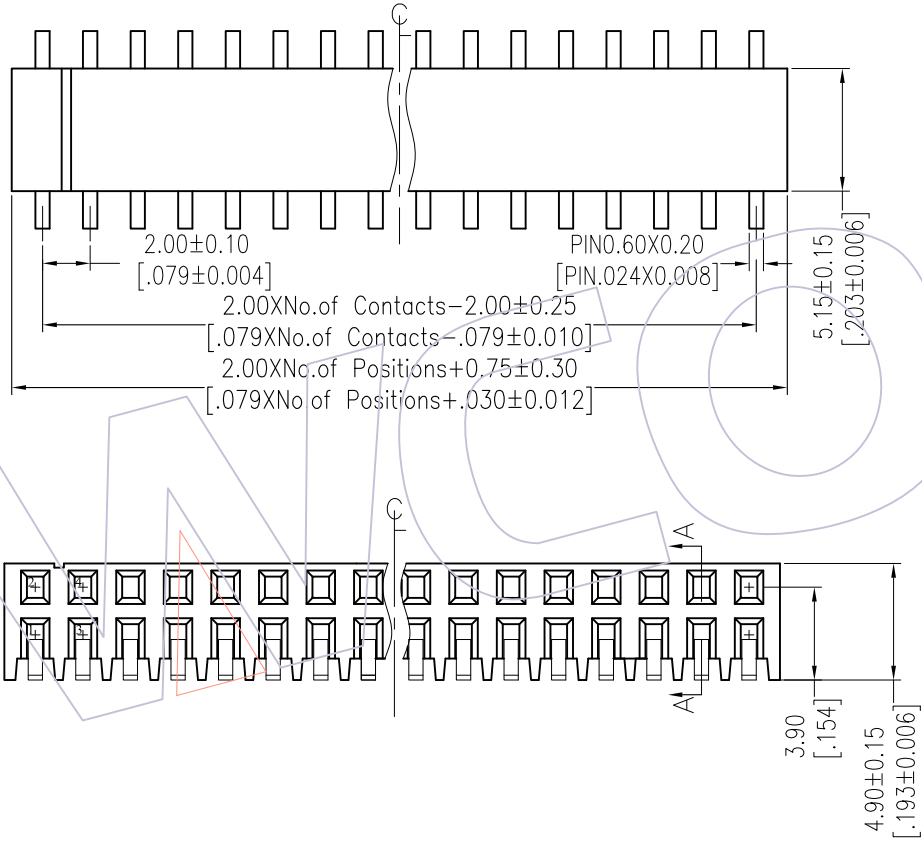 CL
2.00±0.10
[.079±0.004]
PIN0.60X0.20
[PIN.024X0.008]
5.15±0.15
[.203±0.006]
2.00XNo.of Contacts-2.00±0.25
[.079XNo.of Contacts-.079±0.010]
2.00XNo.of Positions+0.75±0.30
[.079XNo.of Positions+.030±0.012]
WCO
CL
A
2
4
1
3
A
3.90
[.154]
4.90±0.15
[.193±0.006]